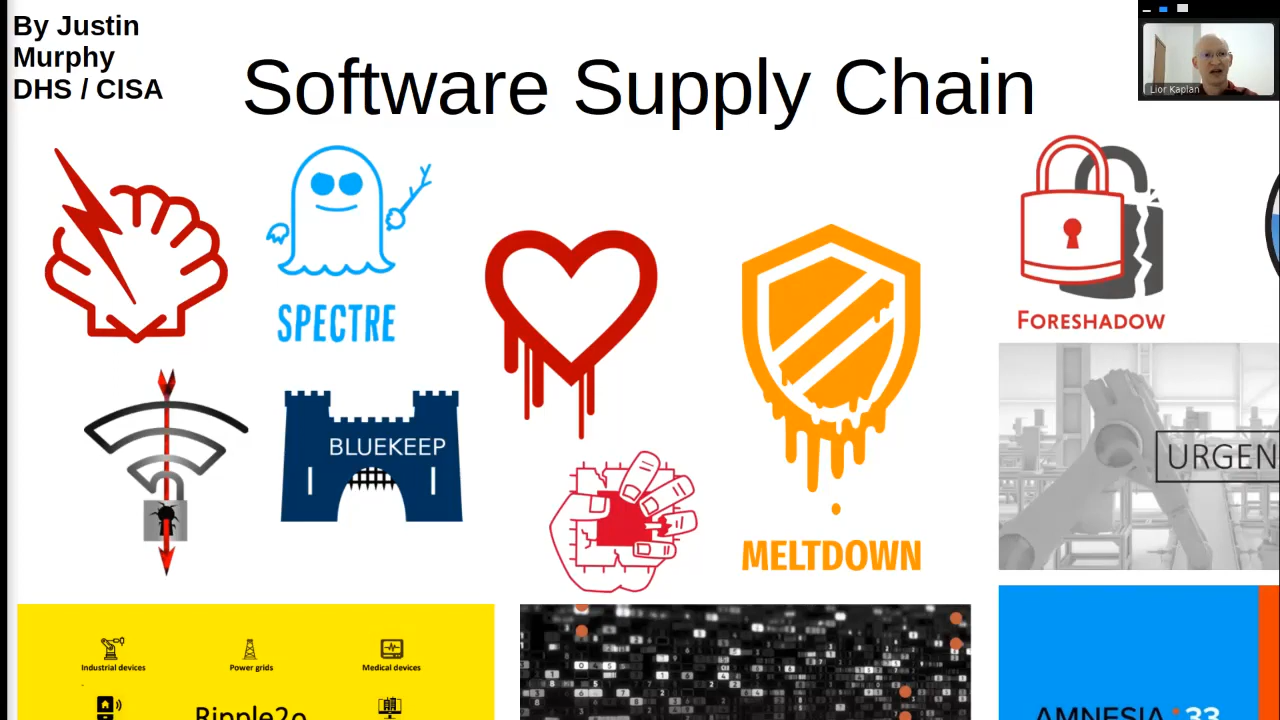 By Justin
Murphy
DHS / CISA
Software Supply Chain
Lior Kaplan
SPECTRE
FORESHADOW
BLUEKEEP
URGEN
MELTDOWN
Industrial devices
Power grids
Medical devices
Ripple20
AMNESIA:33